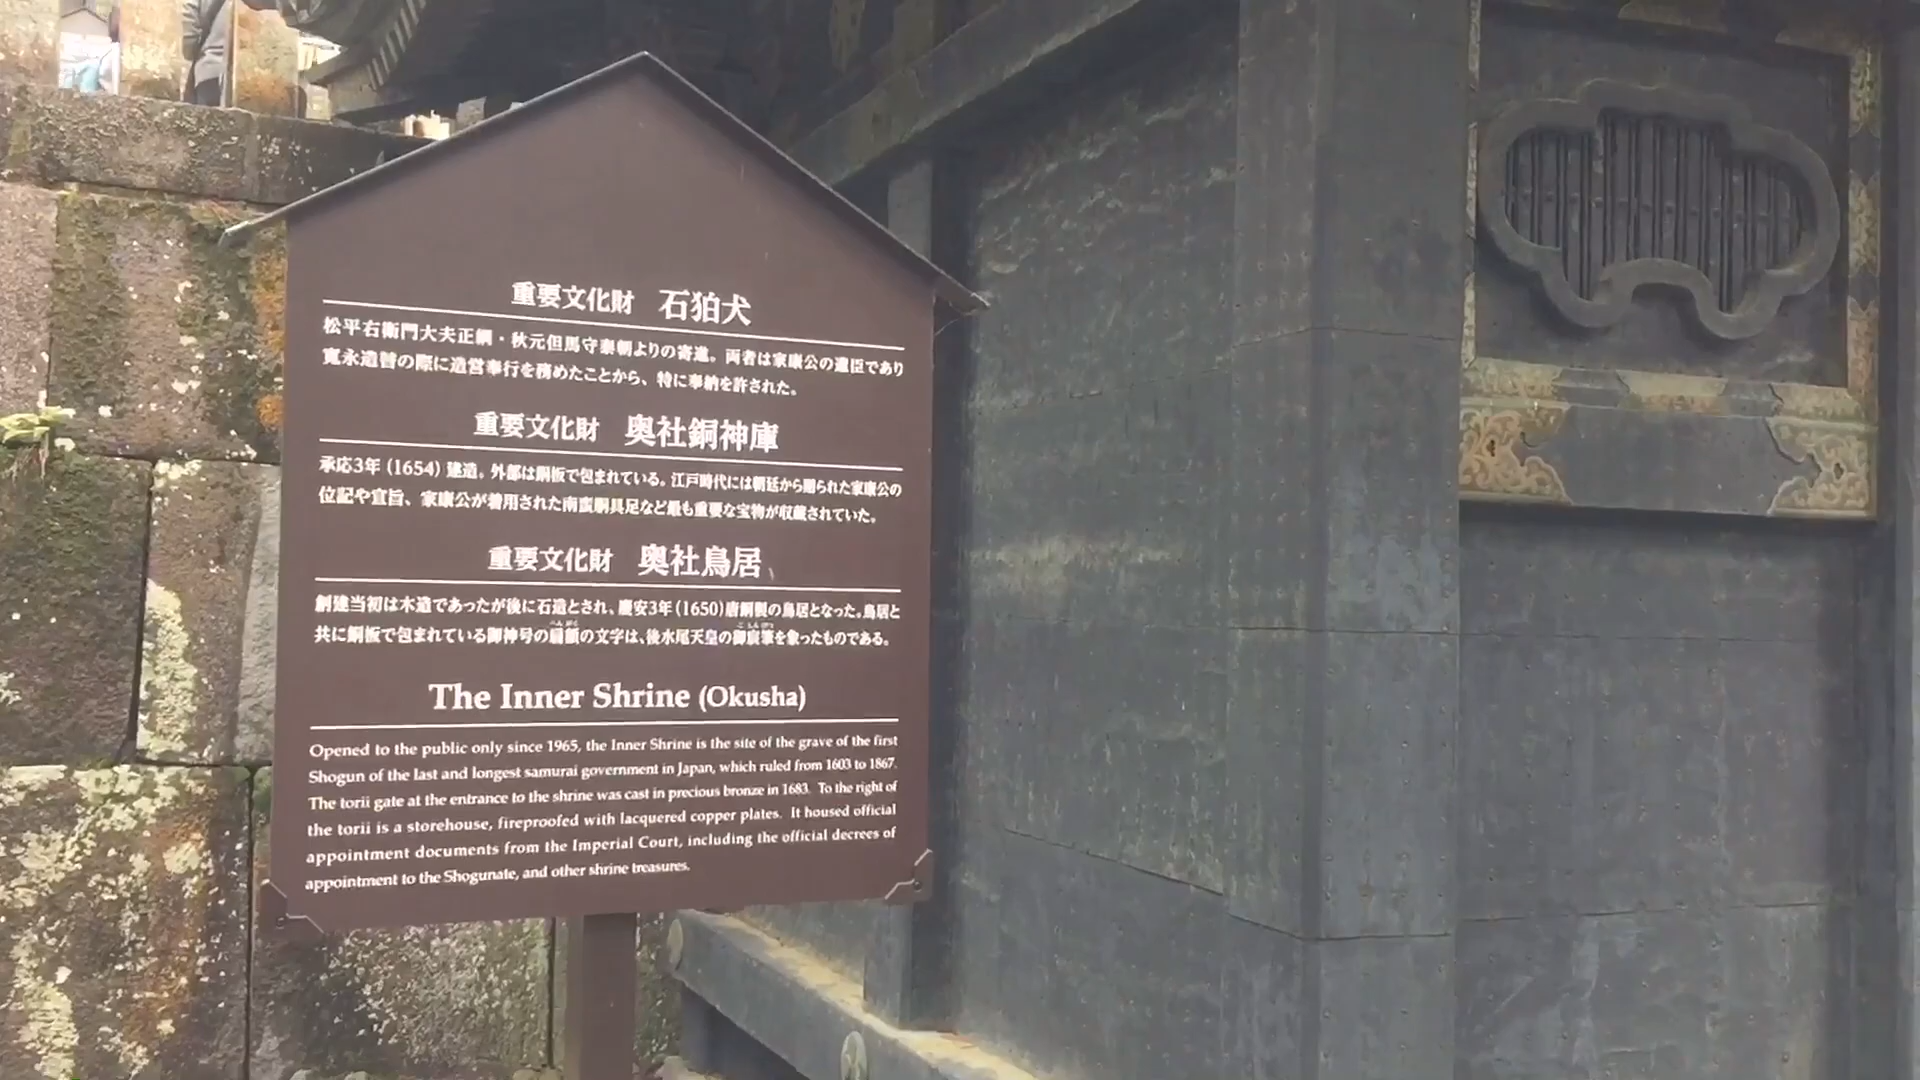 重要文化財 石狛犬
松平右衛門大夫正綱・秋元但馬守泰朝よりの寄進。両者は家康公の遺臣であり
寛永造替の際に造営奉行を務めたことから、特に奉納を許された。
重要文化財 奥社銅神庫
承応3年(1654)建造。外部は銅板で包まれている。江戸時代には朝廷から贈られた家康公の
位記や宣旨、家康公が着用された南蛮胴具足など最も重要な宝物が収蔵されていた。
重要文化財 奥社鳥居
創建当初は木造であったが後に石造とされ、慶安3年(1650)唐銅製の鳥居となった。鳥居と
共に銅板で包まれている御神号の扁額の文字は、後水尾天皇の御宸筆を象ったものである。
The Inner Shrine (Okusha)
Opened to the public only since 1965, the Inner Shrine is the site of the grave of the first
Shogun of the last and longest samurai government in Japan, which ruled from 1603 to 1867.
The torii gate at the entrance to the shrine was cast in precious bronze in 1683. To the right of
the torii is a storehouse, fireproofed with lacquered copper plates. It housed official
appointment documents from the Imperial Court, including the official decrees of
appointment to the Shogunate, and other shrine treasures.